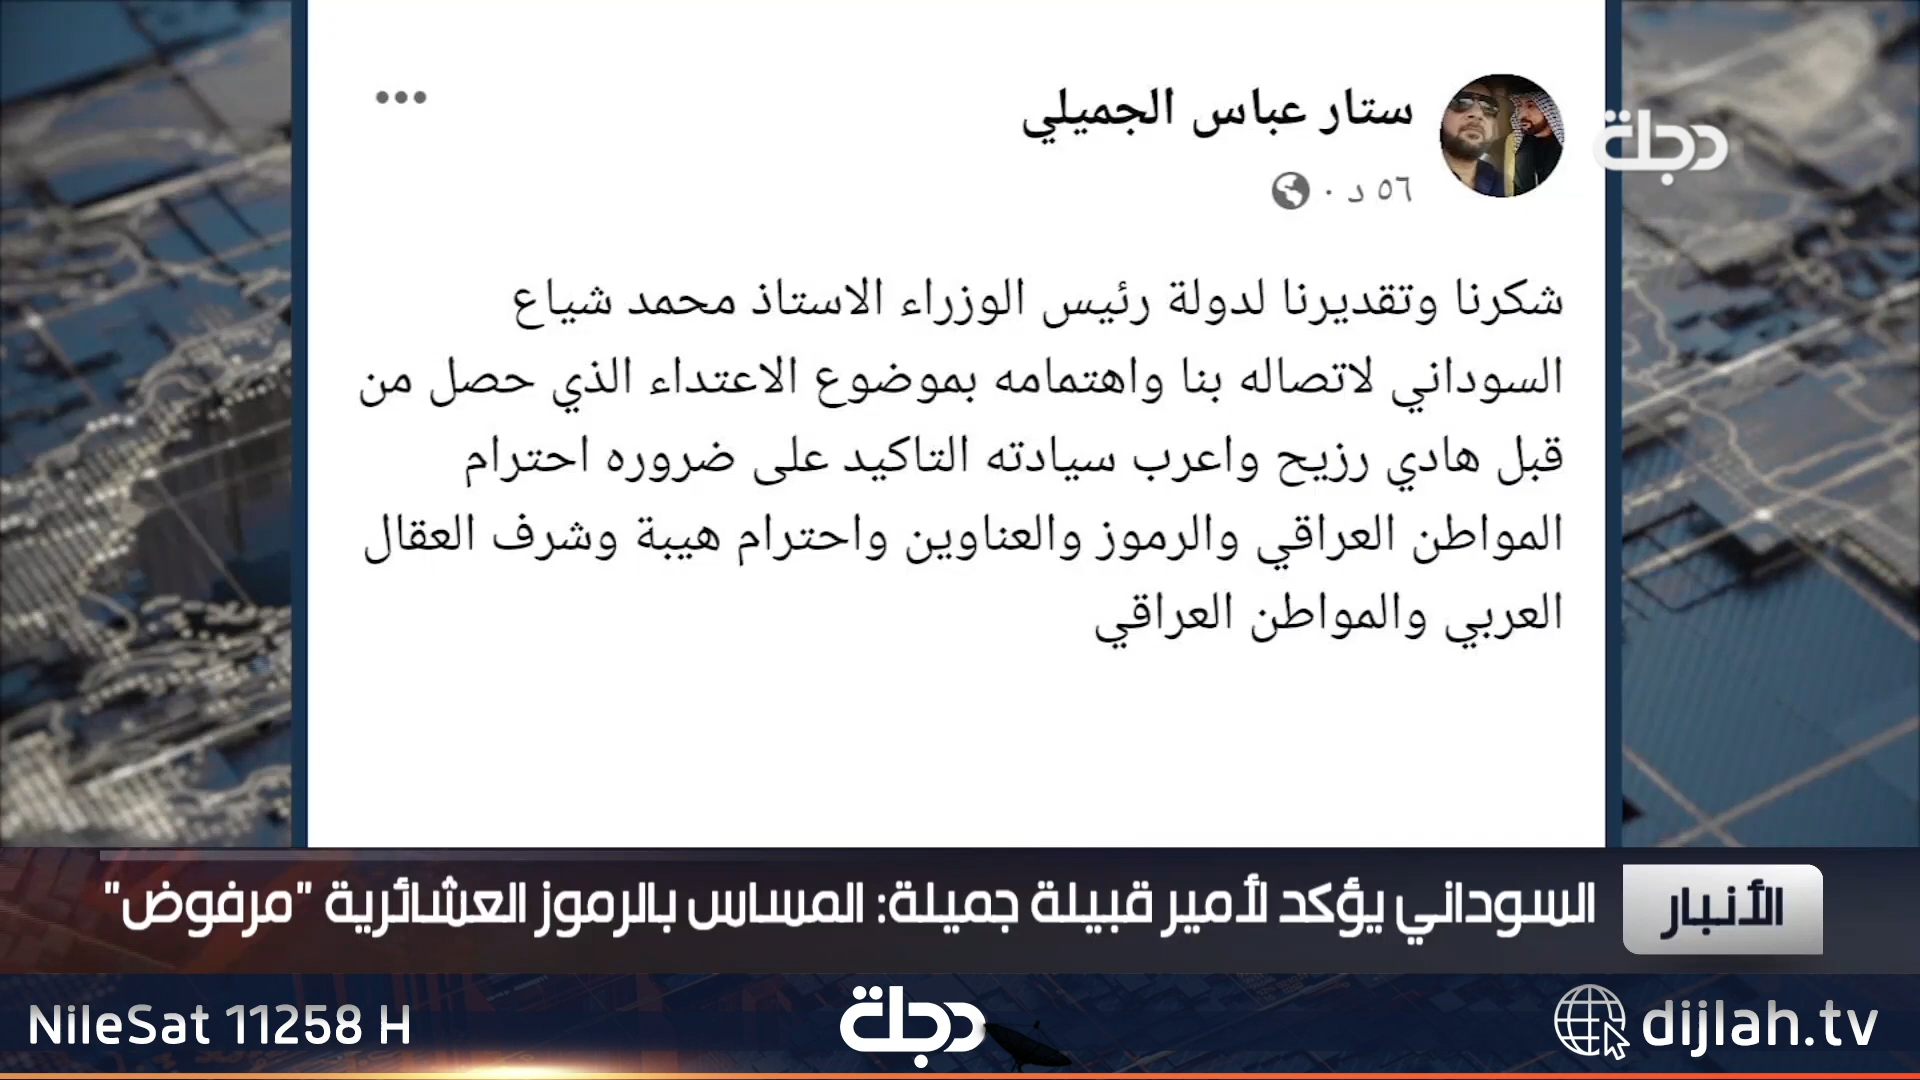 ستار عباس الجميلي
٥٦ د ·
دجلة
شكرنا وتقديرنا لدولة رئيس الوزراء الاستاذ محمد شياع
السوداني لاتصاله بنا واهتمامه بموضوع الاعتداء الذي حصل من
قبل هادي رزيج واعرب سيادته التاكيد على ضروره احترام
المواطن العراقي والرموز والعناوين واحترام هيبة وشرف العقال
العربي والمواطن العراقي
الأنبار
السوداني يؤكد لأمير قبيلة جميلة: المساس بالرموز العشائرية "مرفوض"
NileSat 11258 H
دجلة
dijlah.tv